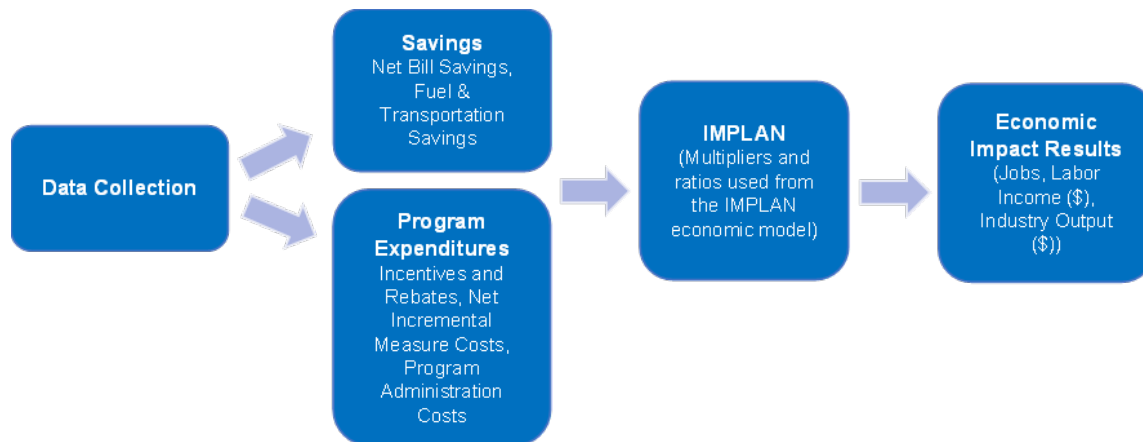 Data Collection
Savings
Net Bill Savings,
Fuel &
Transportation
Savings
Program
Expenditures
Incentives and
Rebates, Net
Incremental
Measure Costs,
Program
Administration
Costs
IMPLAN
(Multipliers and
ratios used from
the IMPLAN
economic model)
Economic
Impact Results
(Jobs, Labor
Income ($),
Industry Output
($))